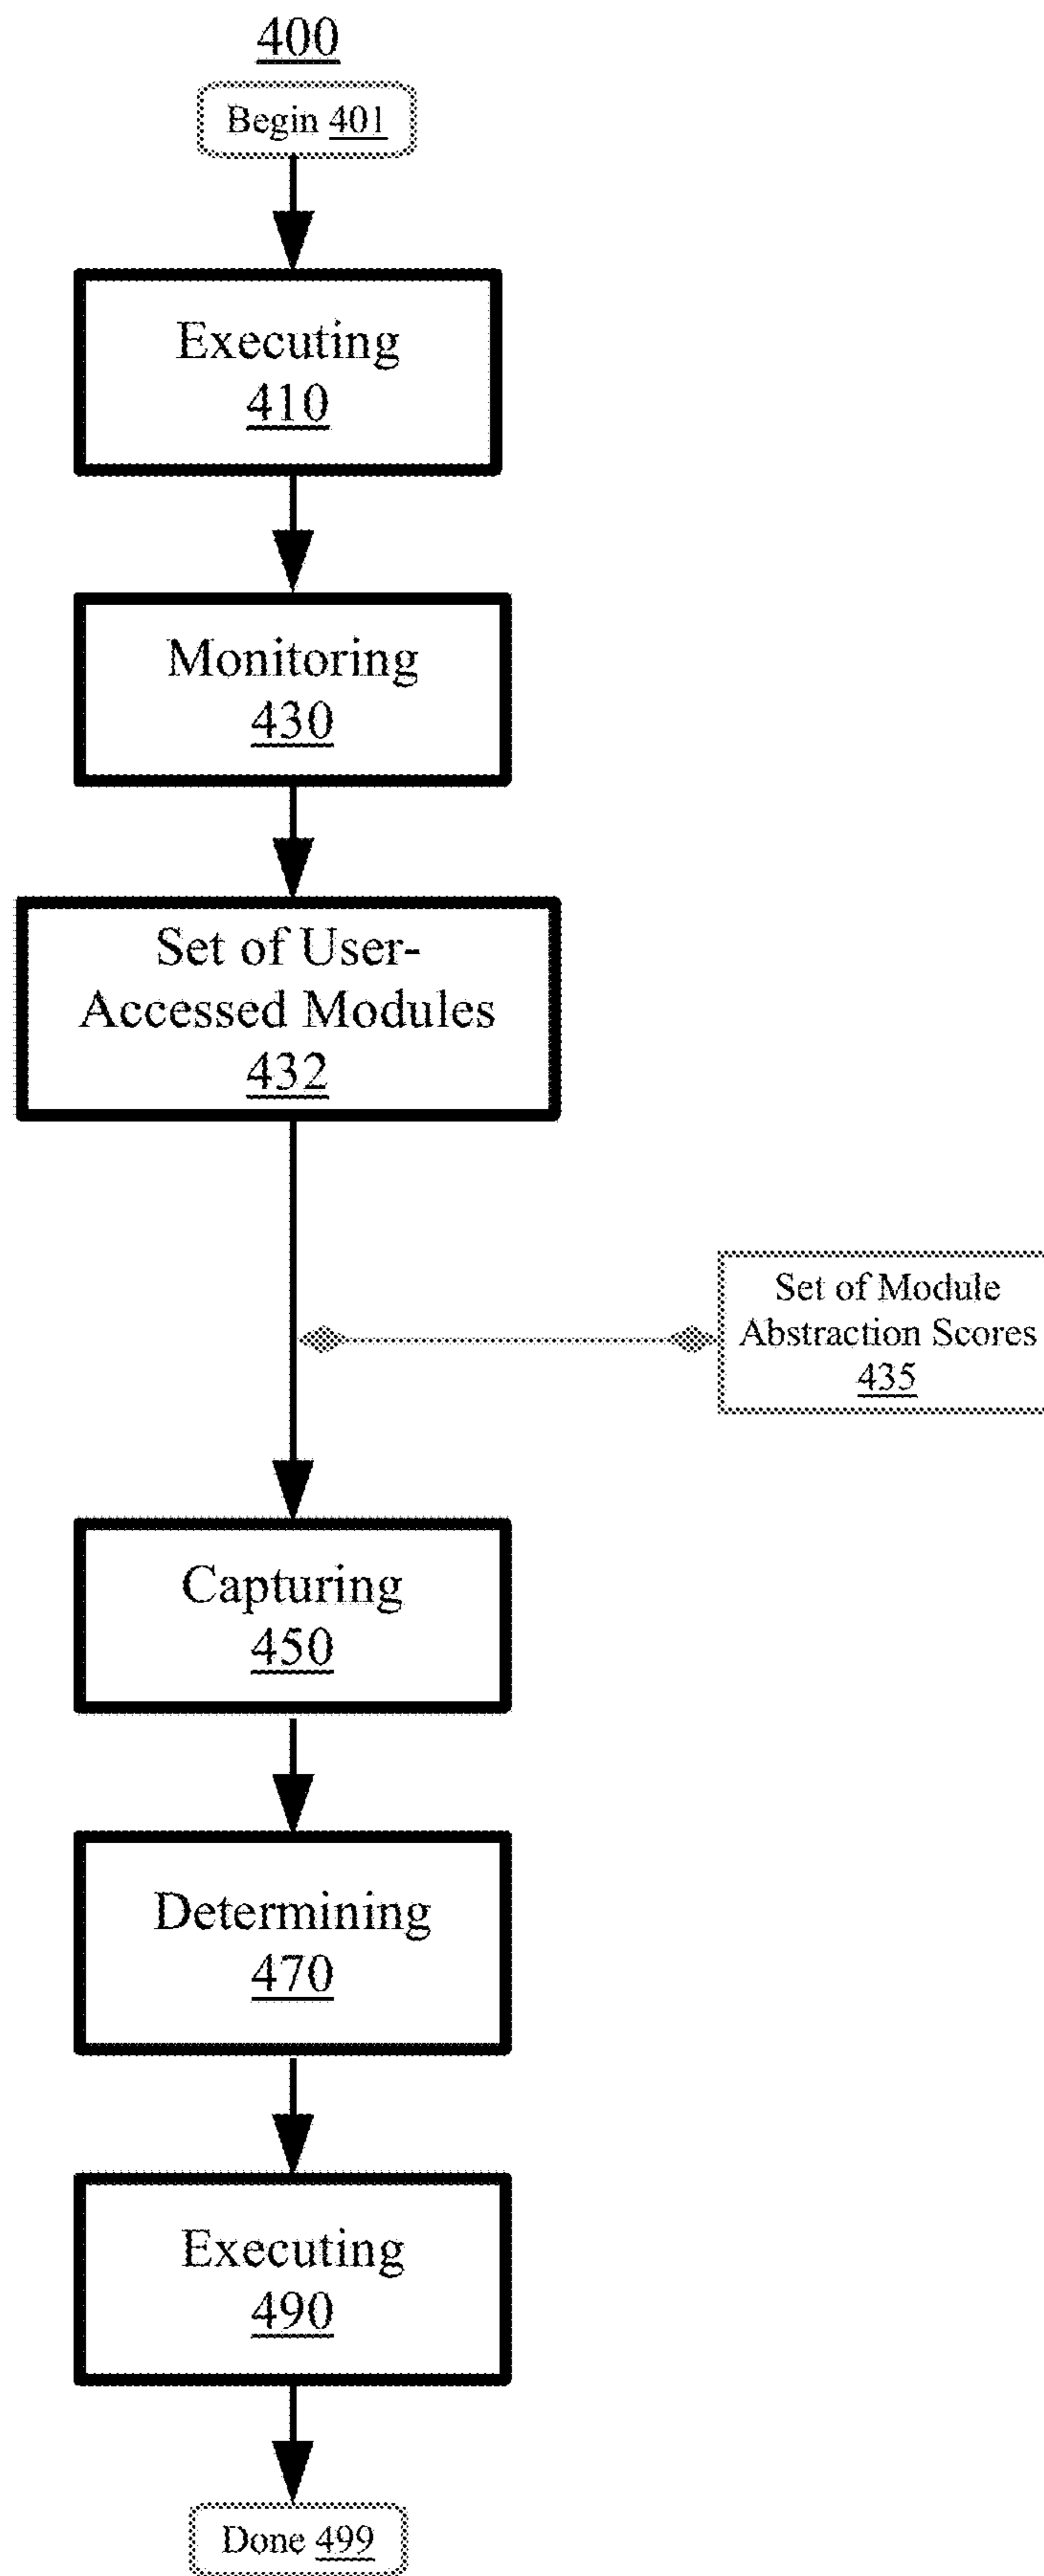 400
Begin 401
Executing
410
Monitoring
430
Set of User-
Accessed Modules
432
Set of Module
Abstraction Scores
435
Capturing
450
Determining
470
Executing
490
Done 499